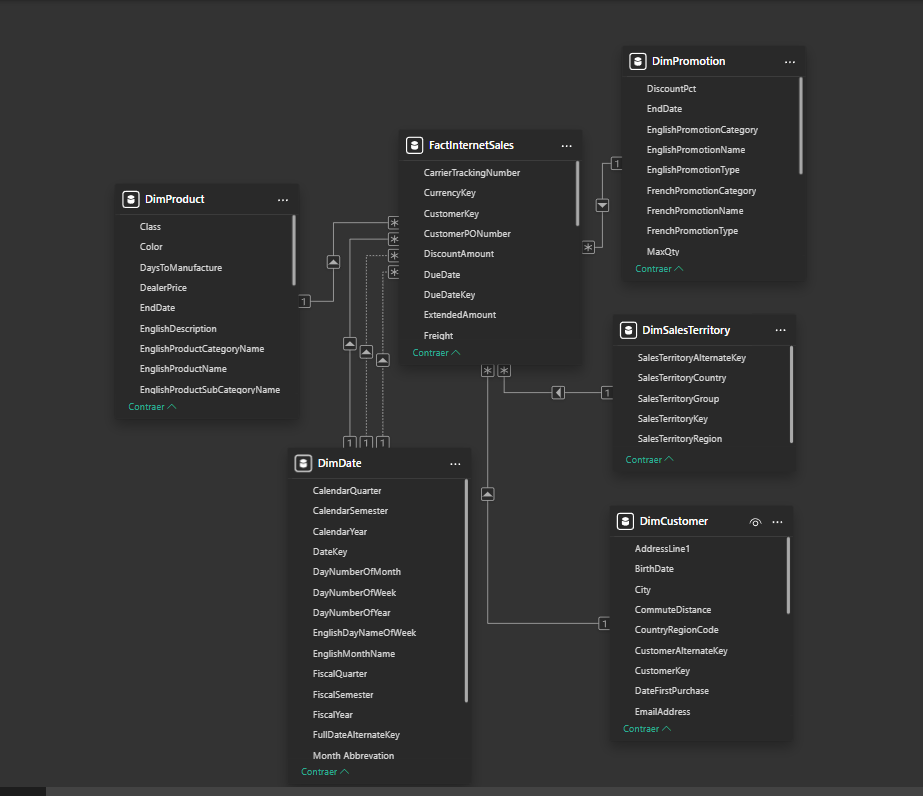 DimPromotion
DiscountPct
EndDate
EnglishPromotionCategory
EnglishPromotionName
EnglishPromotionType
FrenchPromotionCategory
FrenchPromotionName
FrenchPromotionType
MaxQty
Contraer
FactInternetSales
CarrierTrackingNumber
CurrencyKey
CustomerKey
CustomerPONumber
DiscountAmount
DueDate
DueDateKey
ExtendedAmount
Freight
Contraer
DimProduct
Class
Color
DaysToManufacture
DealerPrice
EndDate
EnglishDescription
EnglishProductCategoryName
EnglishProductName
EnglishProductSubCategoryName
Contraer
DimSalesTerritory
SalesTerritoryAlternateKey
SalesTerritoryCountry
SalesTerritoryGroup
SalesTerritoryKey
SalesTerritoryRegion
Contraer
DimDate
CalendarQuarter
CalendarSemester
CalendarYear
DateKey
DayNumberOfMonth
DayNumberOfWeek
DayNumberOfYear
EnglishDayNameOfWeek
EnglishMonthName
FiscalQuarter
FiscalSemester
FiscalYear
FullDateAlternateKey
Month Abbrevation
Contraer
DimCustomer
AddressLine1
BirthDate
City
CommuteDistance
CountryRegionCode
CustomerAlternateKey
CustomerKey
DateFirstPurchase
EmailAddress
Contraer
1
*
1
*
*
*
*
1
1
1
*
*
1
1